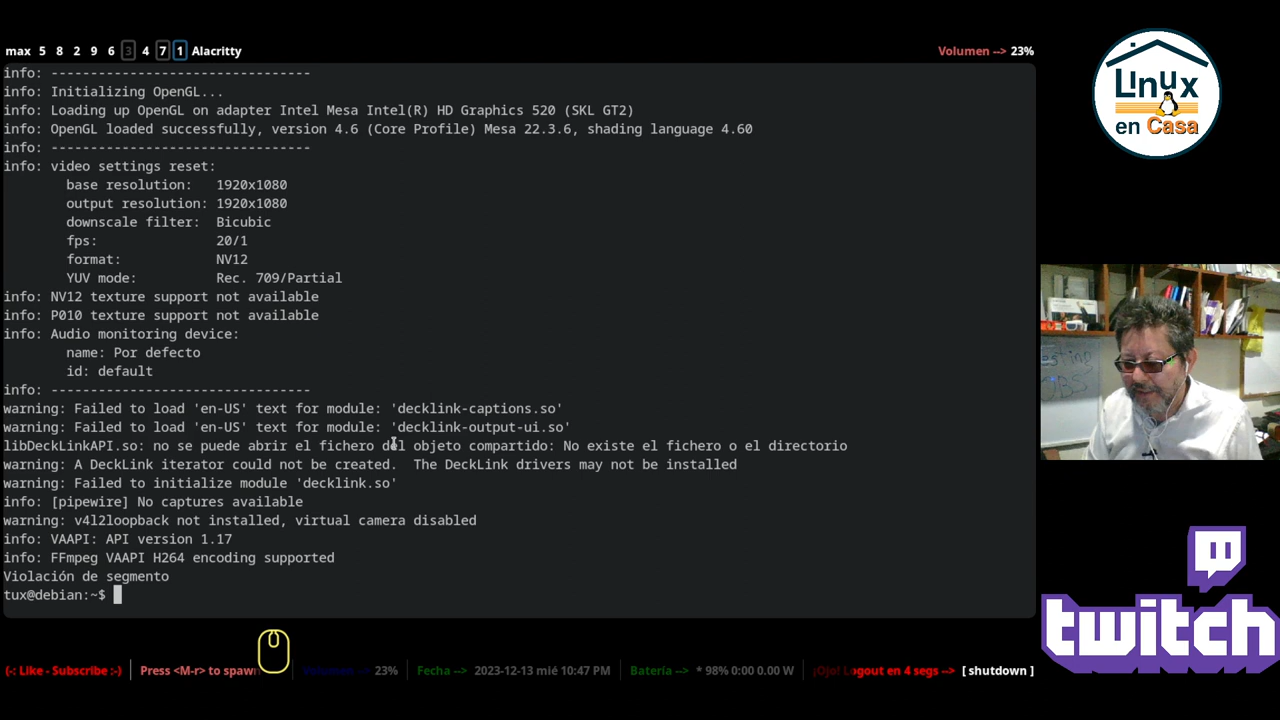 max 5 8 2 9 6 3 4 7 1 Alacritty
Volumen --> 23%
info: ---------------------------------
info: Initializing OpenGL...
info: Loading up OpenGL on adapter Intel Mesa Intel(R) HD Graphics 520 (SKL GT2)
info: OpenGL loaded successfully, version 4.6 (Core Profile) Mesa 22.3.6, shading language 4.60
info: ---------------------------------
info: video settings reset:
base resolution: 1920x1080
output resolution: 1920x1080
downscale filter: Bicubic
fps: 20/1
format: NV12
YUV mode: Rec. 709/Partial
info: NV12 texture support not available
info: P010 texture support not available
info: Audio monitoring device:
name: Por defecto
id: default
info: ---------------------------------
warning: Failed to load 'en-US' text for module: 'decklink-captions.so'
warning: Failed to load 'en-US' text for module: 'decklink-output-ui.so'
libDeckLinkAPI.so: no se puede abrir el fichero del objeto compartido: No existe el fichero o el directorio
warning: A DeckLink iterator could not be created.  The DeckLink drivers may not be installed
warning: Failed to initialize module 'decklink.so'
info: [pipewire] No captures available
warning: v4l2loopback not installed, virtual camera disabled
info: VAAPI: API version 1.17
info: FFmpeg VAAPI H264 encoding supported
Violación de segmento
tux@debian:~$
Linux
en Casa
Testing
OBS
twitch
(-: Like - Subscribe :-)
Press <M-r> to spawn
Volumen --> 23%
Fecha --> 2023-12-13 mié 10:47 PM
Batería --> * 98% 0:00 0.00 W
¡Ojo! Logout en 4 segs --> [ shutdown ]